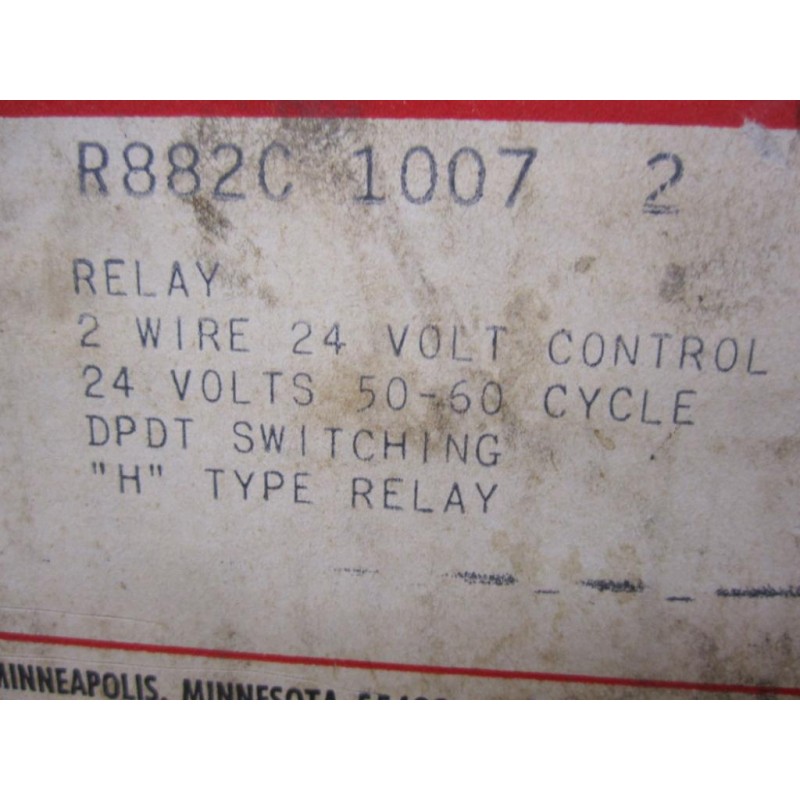 R882C 1007 2
RELAY
2 WIRE 24 VOLT CONTROL
24 VOLTS 50-60 CYCLE
DPDT SWITCHING
"H" TYPE RELAY
MINNEAPOLIS, MINNESOTA